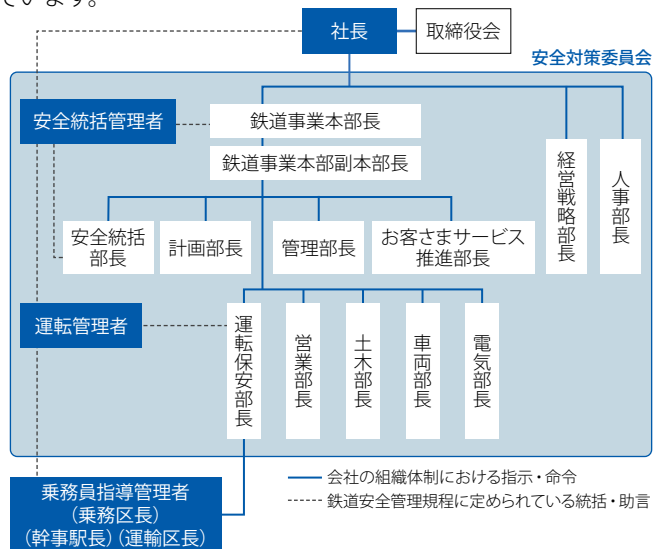 ています。
社長
取締役会
安全対策委員会
安全統括管理者
鉄道事業本部長
鉄道事業本部副本部長
経営戦略部長
人事部長
安全統括
部長
計画部長
管理部長
お客さまサービス
推進部長
運転管理者
運転保安部長
営業部長
土木部長
車両部長
電気部長
乗務員指導管理者
(乗務区長)
(幹事駅長)(運輸区長)
会社の組織体制における指示・命令
鉄道安全管理規程に定められている統括・助言